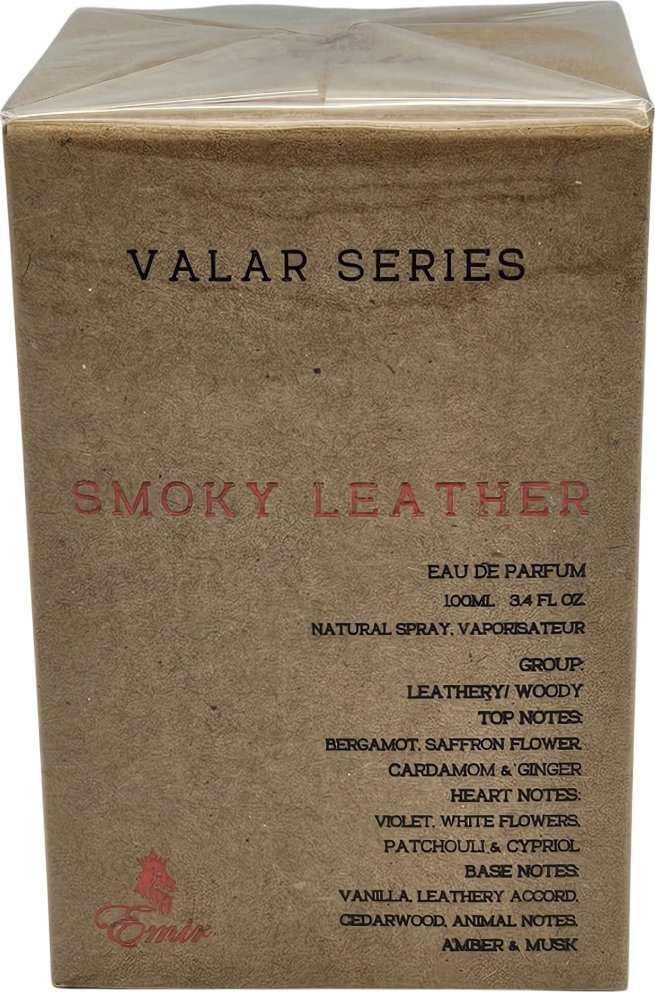 VALAR SERIES
SMOKY LEATHER
EAU DE PARFUM
100ML 3.4 FL OZ
NATURAL SPRAY, VAPORISATEUR
GROUP:
LEATHERY/ WOODY
TOP NOTES:
BERGAMOT, SAFFRON FLOWER,
CARDAMOM & GINGER
HEART NOTES:
VIOLET, WHITE FLOWERS,
PATCHOULI & CYPRIOL
BASE NOTES:
VANILLA, LEATHERY ACCORD,
CEDARWOOD, ANIMAL NOTES,
AMBER & MUSK
Emir